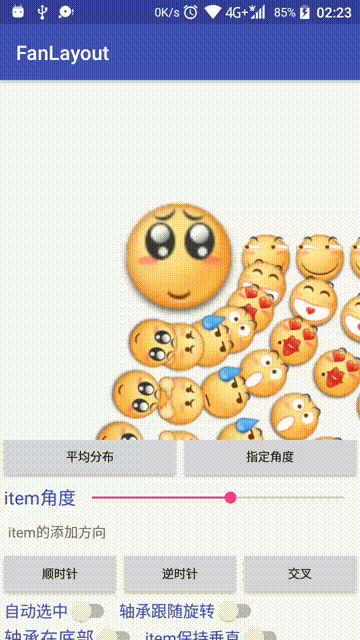 0K/s 4G+ 85% 02:23
FanLayout
平均分布 指定角度
item角度
item的添加方向
顺时针 逆时针 交叉
自动选中 轴承跟随旋转
轴承在底部 item保持垂直